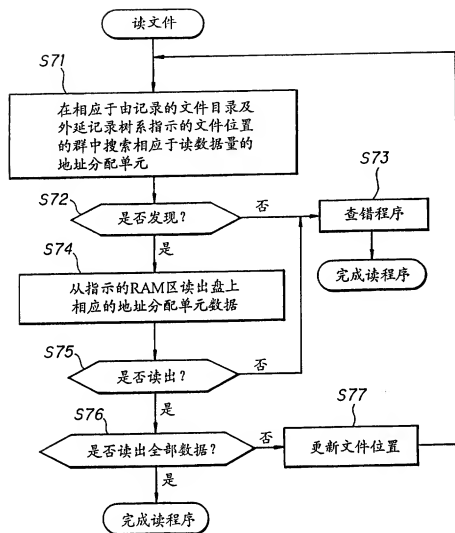 读文件
S71
在相应于由记录的文件目录及
外延记录树系指示的文件位置
的群中搜索相应于读数据量的
地址分配单元
S72
是否发现?
否
S73
查错程序
是
完成读程序
S74
从指示的RAM区读出盘上
相应的地址分配单元数据
S75
是否读出?
否
是
S76
是否读出全部数据?
否
S77
更新文件位置
是
完成读程序